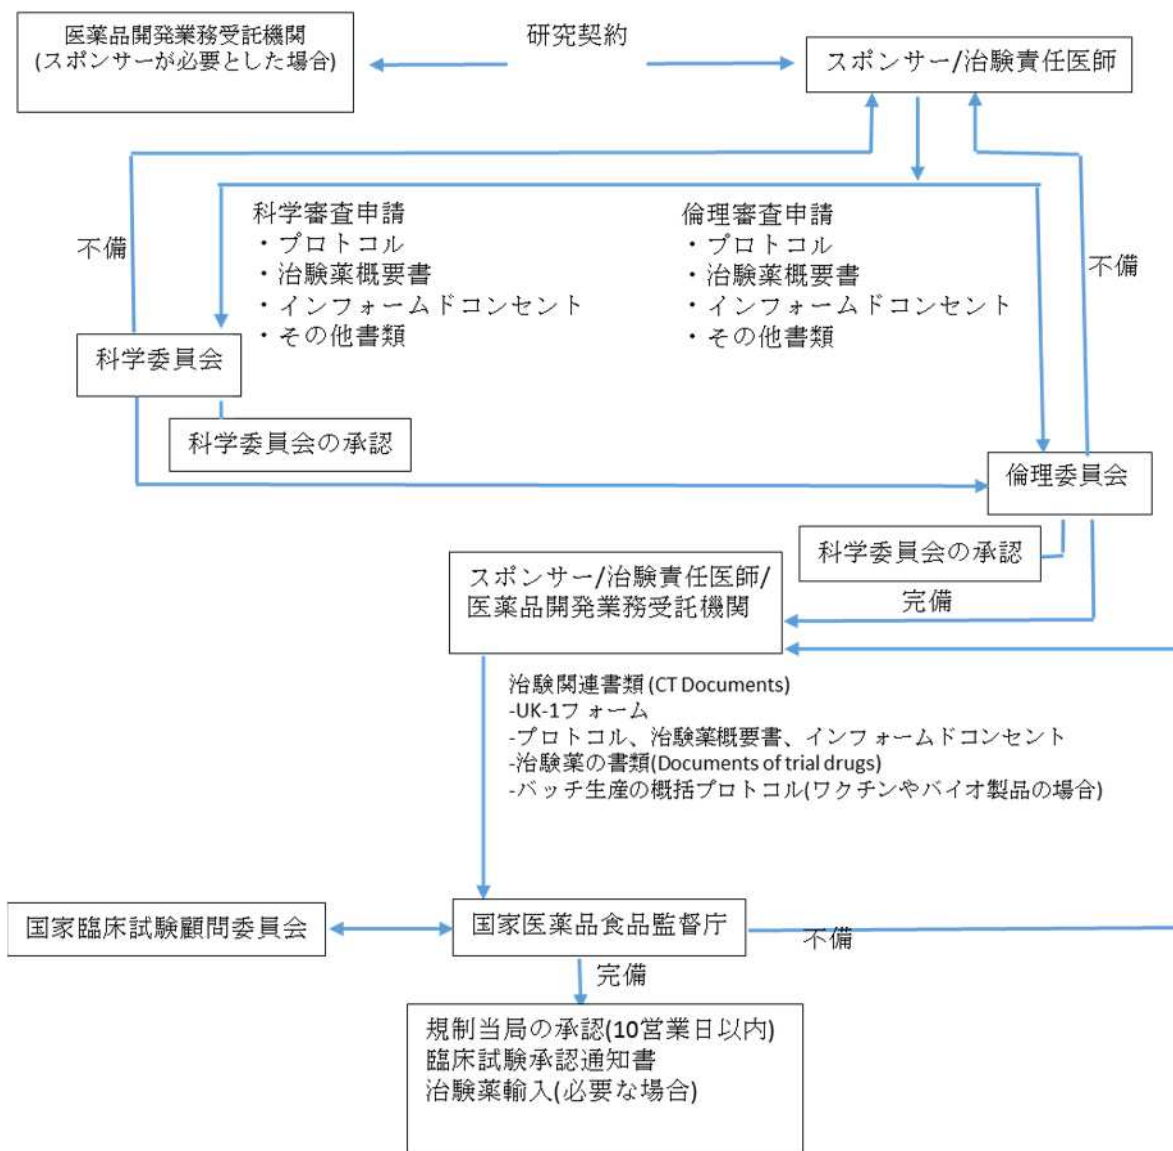 医薬品開発業務受託機関
(スポンサーが必要とした場合)
研究契約
スポンサー/治験責任医師
科学審査申請
・プロトコル
・治験薬概要書
・インフォームドコンセント
・その他書類
倫理審査申請
・プロトコル
・治験薬概要書
・インフォームドコンセント
・その他書類
不備
不備
科学委員会
科学委員会の承認
倫理委員会
科学委員会の承認
完備
スポンサー/治験責任医師/
医薬品開発業務受託機関
治験関連書類(CT Documents)
-UK-1フォーム
-プロトコル、治験薬概要書、インフォームドコンセント
-治験薬の書類(Documents of trial drugs)
-バッチ生産の概括プロトコル(ワクチンやバイオ製品の場合)
国家臨床試験顧問委員会
国家医薬品食品監督庁
不備
完備
規制当局の承認(10営業日以内)
臨床試験承認通知書
治験薬輸入(必要な場合)